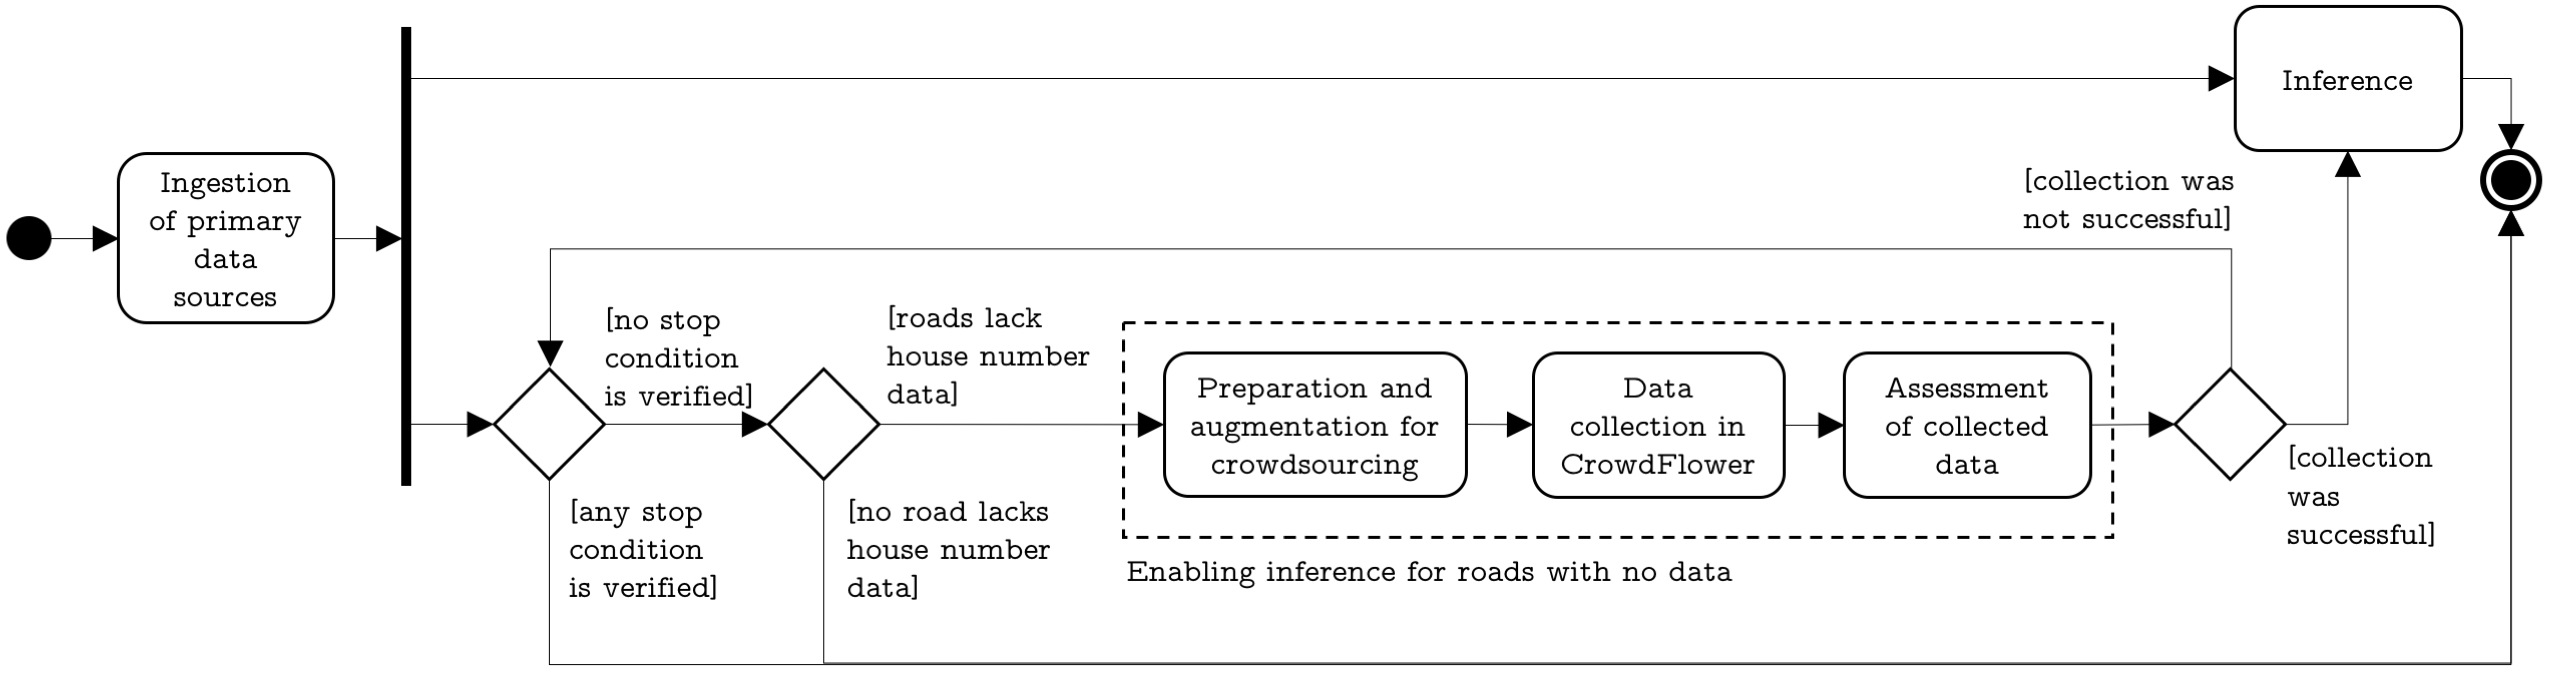 Inference
Ingestion
of primary
data
sources
[collection was
not successful]
[no stop
condition
is verified]
[roads lack
house number
data]
Preparation and
augmentation for
crowdsourcing
Data
collection in
CrowdFlower
Assessment
of collected
data
[collection
was
successful]
[any stop
condition
is verified]
[no road lacks
house number
data]
Enabling inference for roads with no data